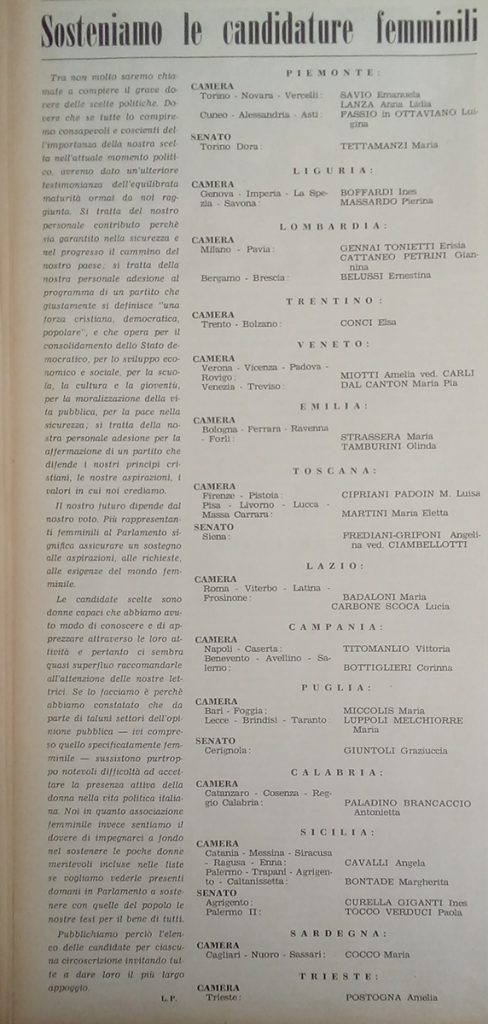 Sosteniamo le candidature femminili
Tra non molto saremo chia-
mate a compiere il grave do-
vere delle scelte politiche. Do-
vere che se tutte lo compire-
mo consapevoli e coscienti del-
l'importanza della nostra scel-
ta nell'attuale momento politi-
co, avremo dato un'ulteriore
testimonianza dell'equilibrata
maturità ormai da noi rag-
giunta. Si tratta del nostro
personale contributo perchè
sia garantito nella sicurezza e
nel progresso il cammino del
nostro paese; si tratta della
nostra personale adesione al
programma di un partito che
giustamente si definisce "una
forza cristiana, democratica,
popolare", e che opera per il
consolidamento dello Stato de-
mocratico, per lo sviluppo eco-
nomico e sociale, per la scuo-
la, la cultura e la gioventù,
per la moralizzazione della vi-
ta pubblica, per la pace nella
sicurezza; si tratta della no-
stra personale adesione per la
affermazione di un partito che
difende i nostri principi cri-
stiani, le nostre aspirazioni, i
valori in cui noi crediamo.
Il nostro futuro dipende dal
nostro voto. Più rappresentan-
ti femminili al Parlamento si-
gnifica assicurare un sostegno
alle aspirazioni, alle richieste,
alle esigenze del mondo fem-
minile.
Le candidate scelte sono
donne capaci che abbiamo avu-
to modo di conoscere e di ap-
prezzare attraverso le loro at-
tività e pertanto ci sembra
quasi superfluo raccomandarle
all'attenzione delle nostre let-
trici. Se lo facciamo è perchè
abbiamo constatato che da
parte di taluni settori dell'opi-
nione pubblica — ivi compre-
so quello specificatamente fem-
minile — sussistono purtrop-
po notevoli difficoltà ad accet-
tare la presenza attiva della
donna nella vita politica italia-
na. Noi in quanto associazione
femminile invece sentiamo il
dovere di impegnarci a fondo
nel sostenere le poche donne
meritevoli incluse nelle liste
se vogliamo vederle presenti
domani in Parlamento a soste-
nere con quelle del popolo le
nostre tesi per il bene di tutti.
Pubblichiamo perciò l'elen-
co delle candidate per ciascu-
na circoscrizione invitando tut-
te a dare loro il più largo
appoggio.
L.P.
PIEMONTE:
CAMERA
Torino - Novara - Vercelli: SAVIO Emanuela
LANZA Anna Lidia
Cuneo - Alessandria - Asti: FASSIO in OTTAVIANO Lui-
gina
SENATO
Torino Dora: TETTAMANZI Maria
LIGURIA:
CAMERA
Genova - Imperia - La Spe- BOFFARDI Ines
zia - Savona: MASSARDO Pierina
LOMBARDIA:
CAMERA
Milano - Pavia: GENNAI TONIETTI Erisia
CATTANEO PETRINI Gian-
nina
Bergamo - Brescia: BELUSSI Ernestina
TRENTINO:
CAMERA
Trento - Bolzano: CONCI Elsa
VENETO:
CAMERA
Verona - Vicenza - Padova -
Rovigo: MIOTTI Amelia ved. CARLI
Venezia - Treviso: DAL CANTON Maria Pia
EMILIA:
CAMERA
Bologna - Ferrara - Ravenna
- Forlì: STRASSERA Maria
TAMBURINI Olinda
TOSCANA:
CAMERA
Firenze - Pistoia: CIPRIANI PADOIN M. Luisa
Pisa - Livorno - Lucca -
Massa Carrara: MARTINI Maria Eletta
SENATO
Siena: PREDIANI-GRIFONI Angeli-
na ved. CIAMBELLOTTI
LAZIO:
CAMERA
Roma - Viterbo - Latina -
Frosinone: BADALONI Maria
CARBONE SCOCA Lucia
CAMPANIA:
CAMERA
Napoli - Caserta: TITOMANLIO Vittoria
Benevento - Avellino - Sa-
lerno: BOTTIGLIERI Corinna
PUGLIA:
CAMERA
Bari - Foggia: MICCOLIS Maria
Lecce - Brindisi - Taranto: LUPPOLI MELCHIORRE
Maria
SENATO
Cerignola: GIUNTOLI Graziuccia
CALABRIA:
CAMERA
Catanzaro - Cosenza - Reg-
gio Calabria: PALADINO BRANCACCIO
Antonietta
SICILIA:
CAMERA
Catania - Messina - Siracusa
- Ragusa - Enna: CAVALLI Angela
Palermo - Trapani - Agrigen-
to - Caltanissetta: BONTADE Margherita
SENATO
Agrigento: CURELLA GIGANTI Ines
Palermo II: TOCCO VERDUCI Paola
SARDEGNA:
CAMERA
Cagliari - Nuoro - Sassari: COCCO Maria
TRIESTE:
CAMERA
Trieste: POSTOGNA Amelia